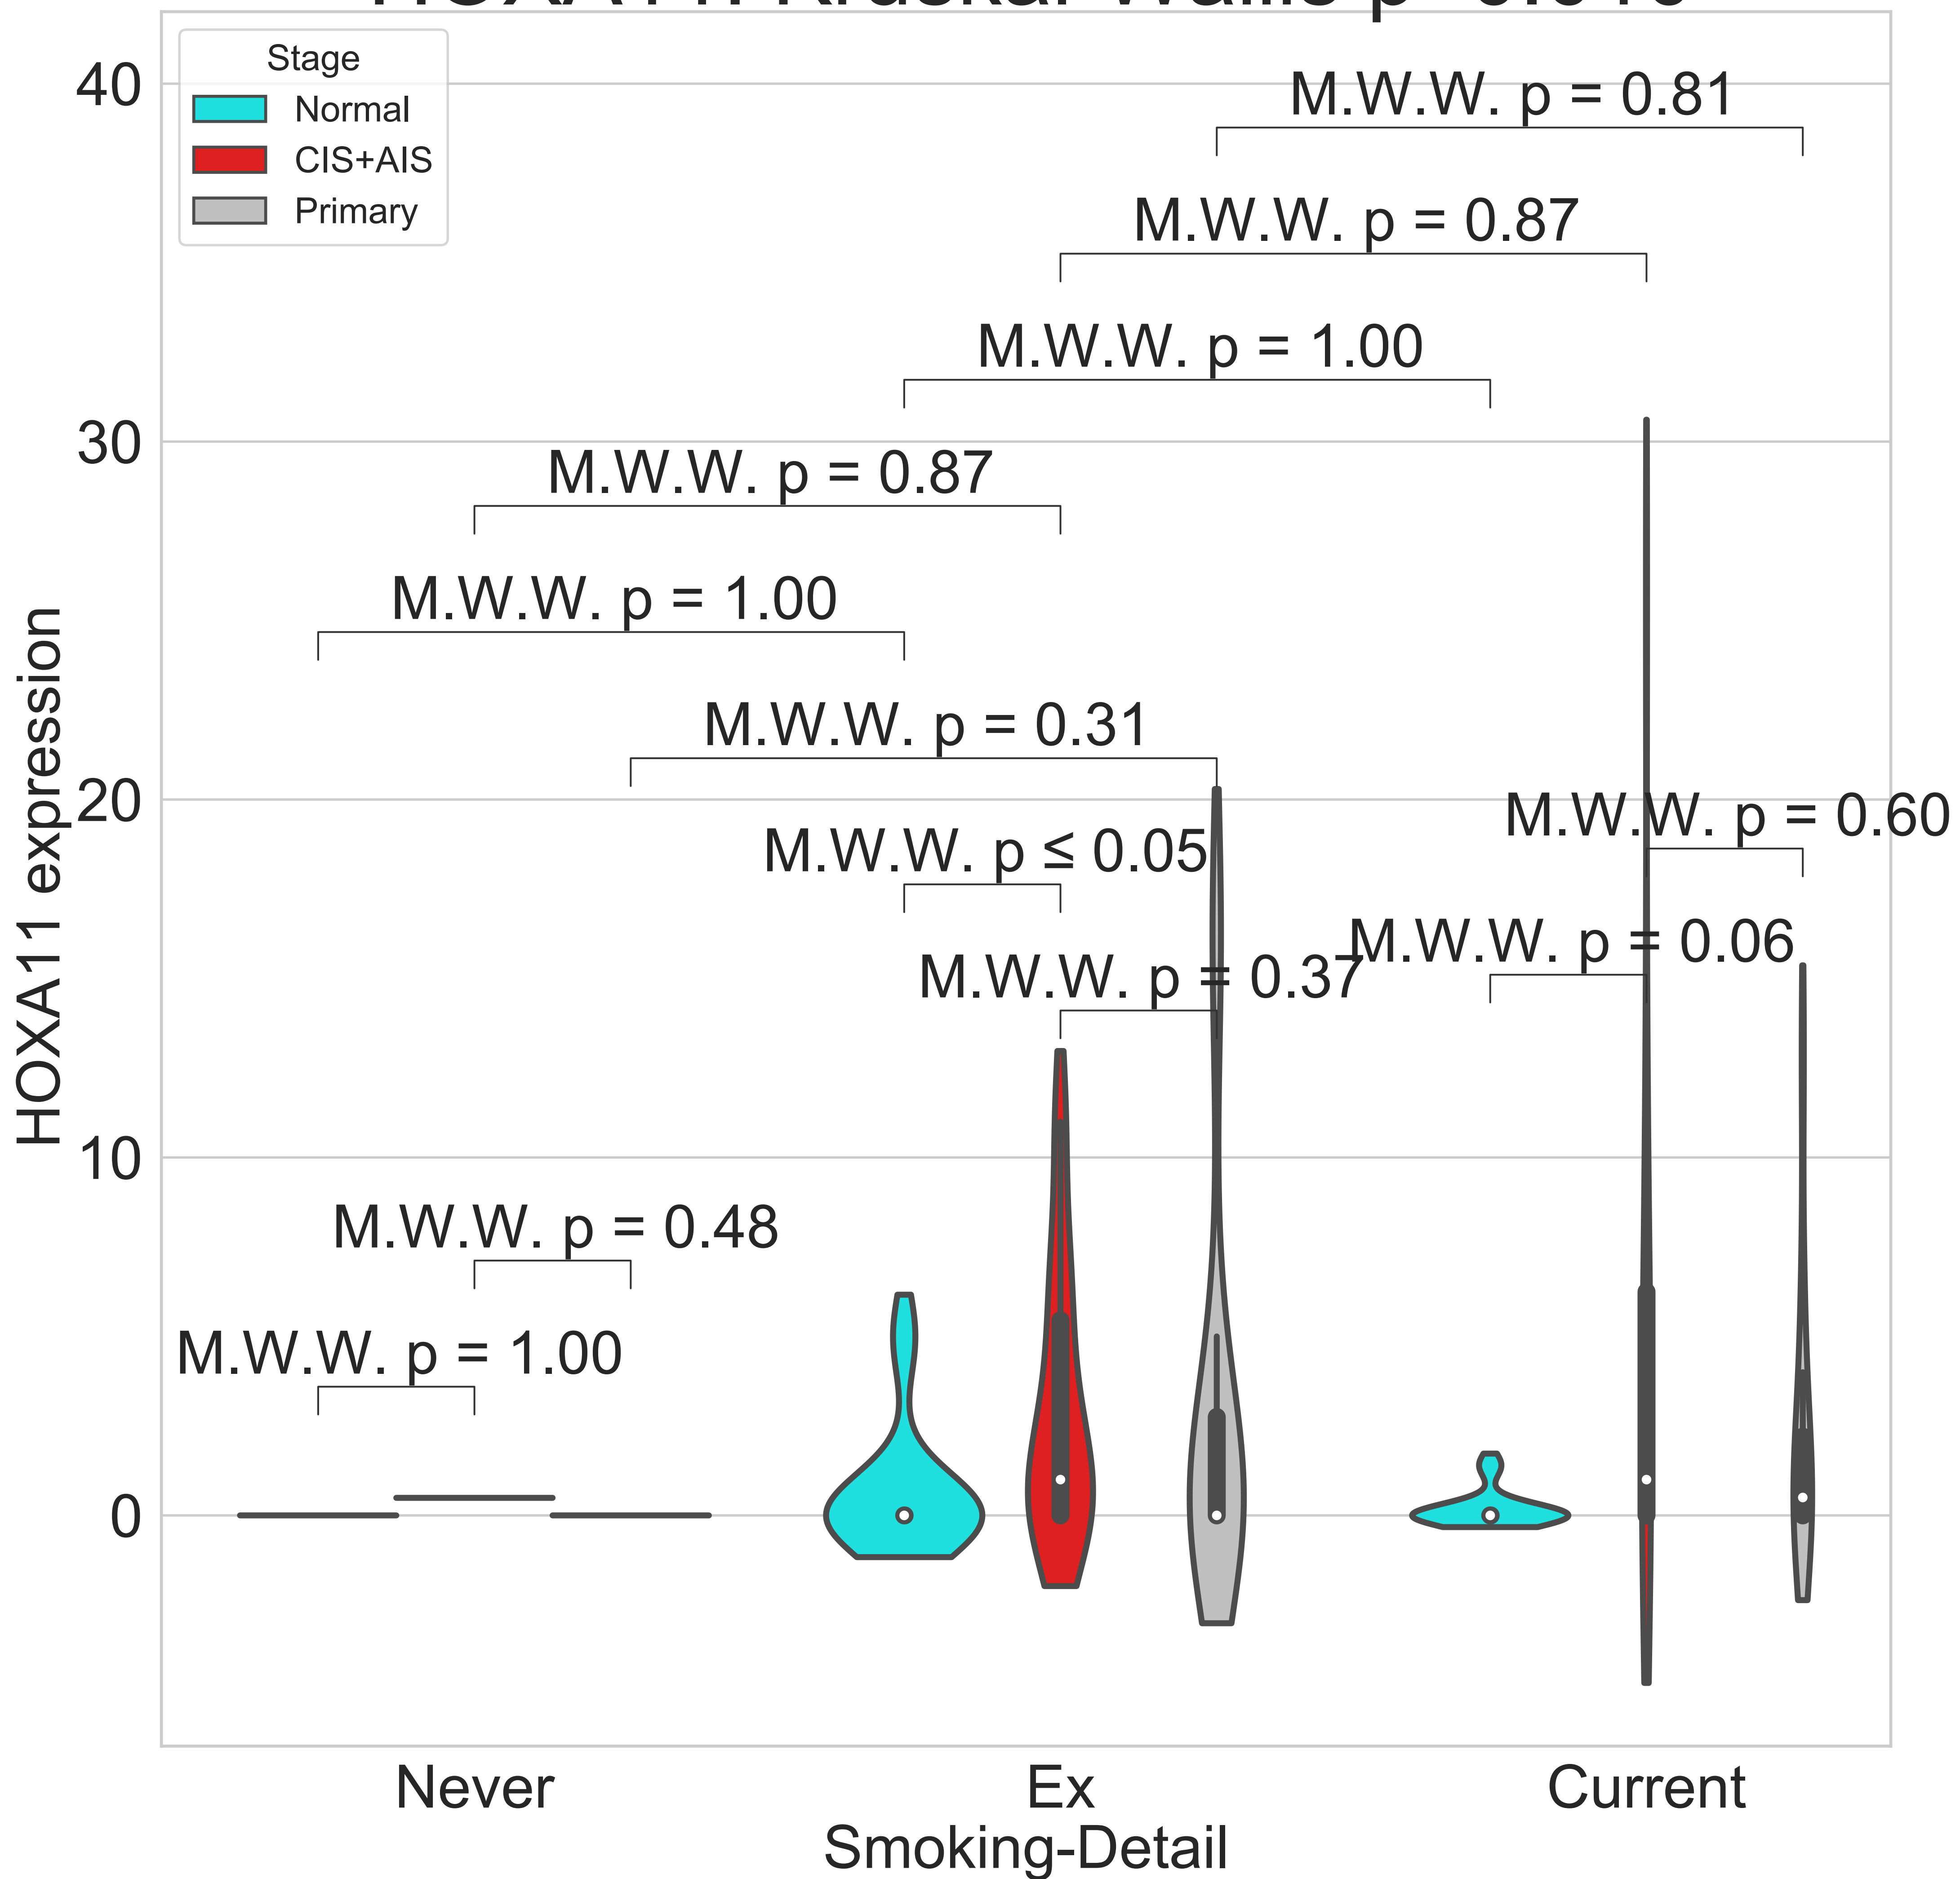 Stage
Normal
CIS+AIS
Primary
40
30
20
10
0
HOXA11 expression
M.W.W. p = 0.81
M.W.W. p = 0.87
M.W.W. p = 1.00
M.W.W. p = 0.87
M.W.W. p = 1.00
M.W.W. p = 0.31
M.W.W. p = 0.60
M.W.W. p ≤ 0.05
M.W.W. p = 0.06
M.W.W. p = 0.37
M.W.W. p = 0.48
M.W.W. p = 1.00
Never
Ex
Current
Smoking-Detail